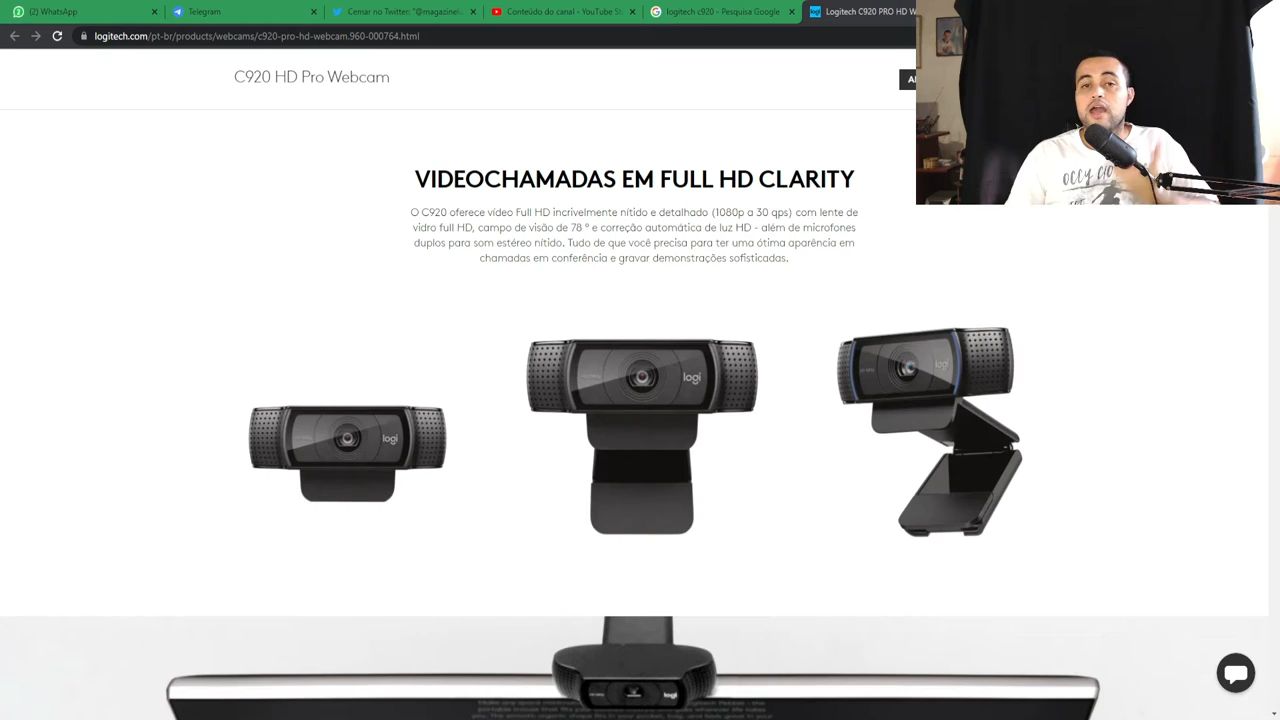 (2) WhatsApp
Telegram
Cemar no Twitter: "@magazinel
Conteúdo do canal - YouTube St
logitech c920 - Pesquisa Google
Logitech C920 PRO HD W
logitech.com/pt-br/products/webcams/c920-pro-hd-webcam.960-000764.html
C920 HD Pro Webcam
VIDEOCHAMADAS EM FULL HD CLARITY
O C920 oferece vídeo Full HD incrivelmente nítido e detalhado (1080p a 30 qps) com lente de
vidro full HD, campo de visão de 78 ° e correção automática de luz HD - além de microfones
duplos para som estéreo nítido. Tudo de que você precisa para ter uma ótima aparência em
chamadas em conferência e gravar demonstrações sofisticadas.
logi
logi
logi
logi